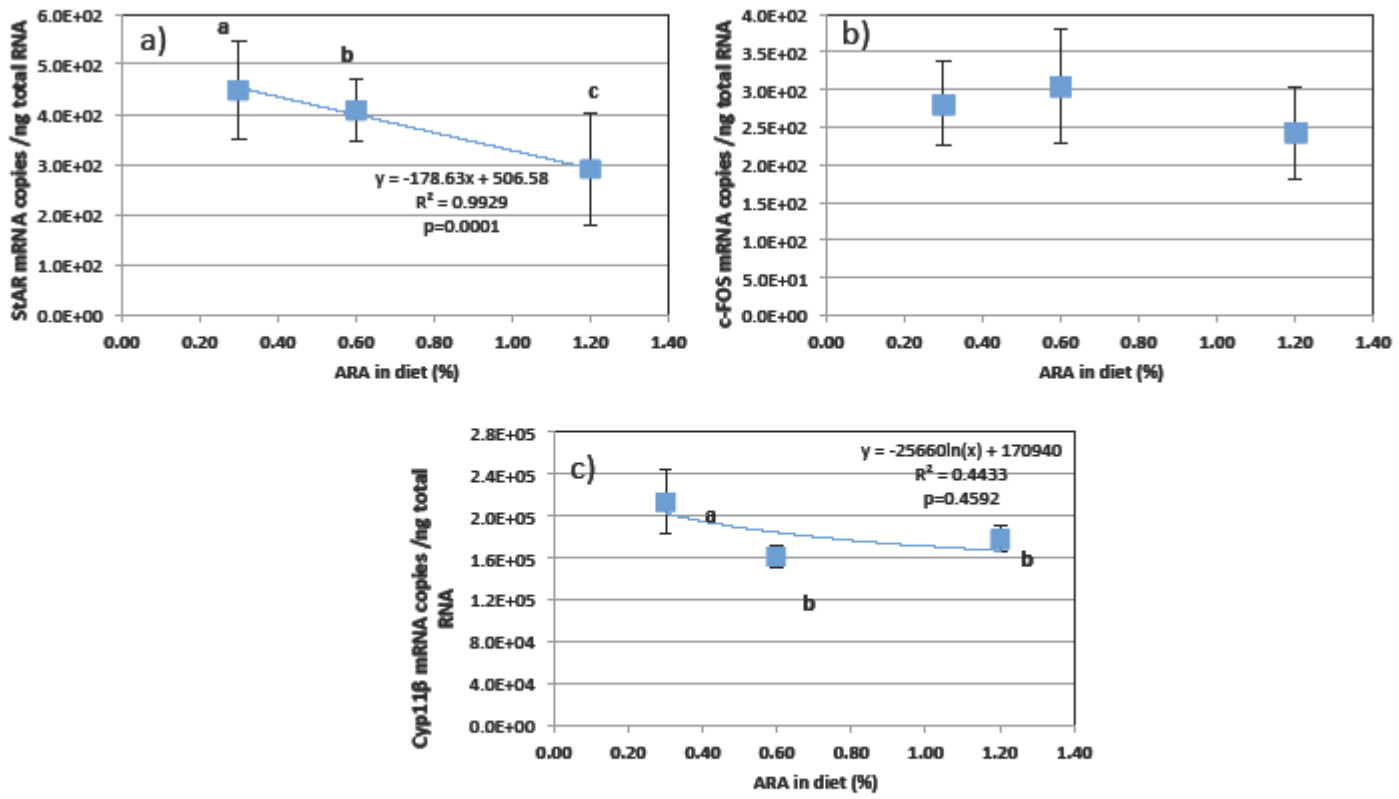 a)
StAR mRNA copies /ng total RNA
6.0E+02
5.0E+02
4.0E+02
3.0E+02
2.0E+02
1.0E+02
0.0E+00
a
b
c
y = -178.63x + 506.58
R² = 0.9929
p=0.0001
0.00 0.20 0.40 0.60 0.80 1.00 1.20 1.40
ARA in diet (%)
b)
c-FOS mRNA copies /ng total RNA
4.0E+02
3.5E+02
3.0E+02
2.5E+02
2.0E+02
1.5E+02
1.0E+02
5.0E+01
0.0E+00
0.00 0.20 0.40 0.60 0.80 1.00 1.20 1.40
ARA in diet (%)
c)
Cyp11β mRNA copies /ng total
RNA
2.8E+05
2.4E+05
2.0E+05
1.6E+05
1.2E+05
8.0E+04
4.0E+04
0.0E+00
y = -25660ln(x) + 170940
R² = 0.4433
p=0.4592
a
b
b
0.00 0.20 0.40 0.60 0.80 1.00 1.20 1.40
ARA in diet (%)